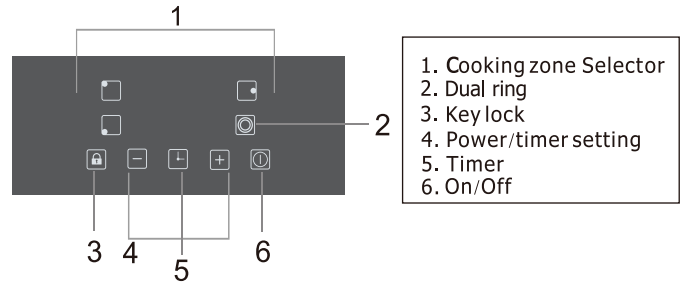 1
2
3
4
5
6
1. Cooking zone Selector
2. Dual ring
3. Key lock
4. Power/timer setting
5. Timer
6. On/Off